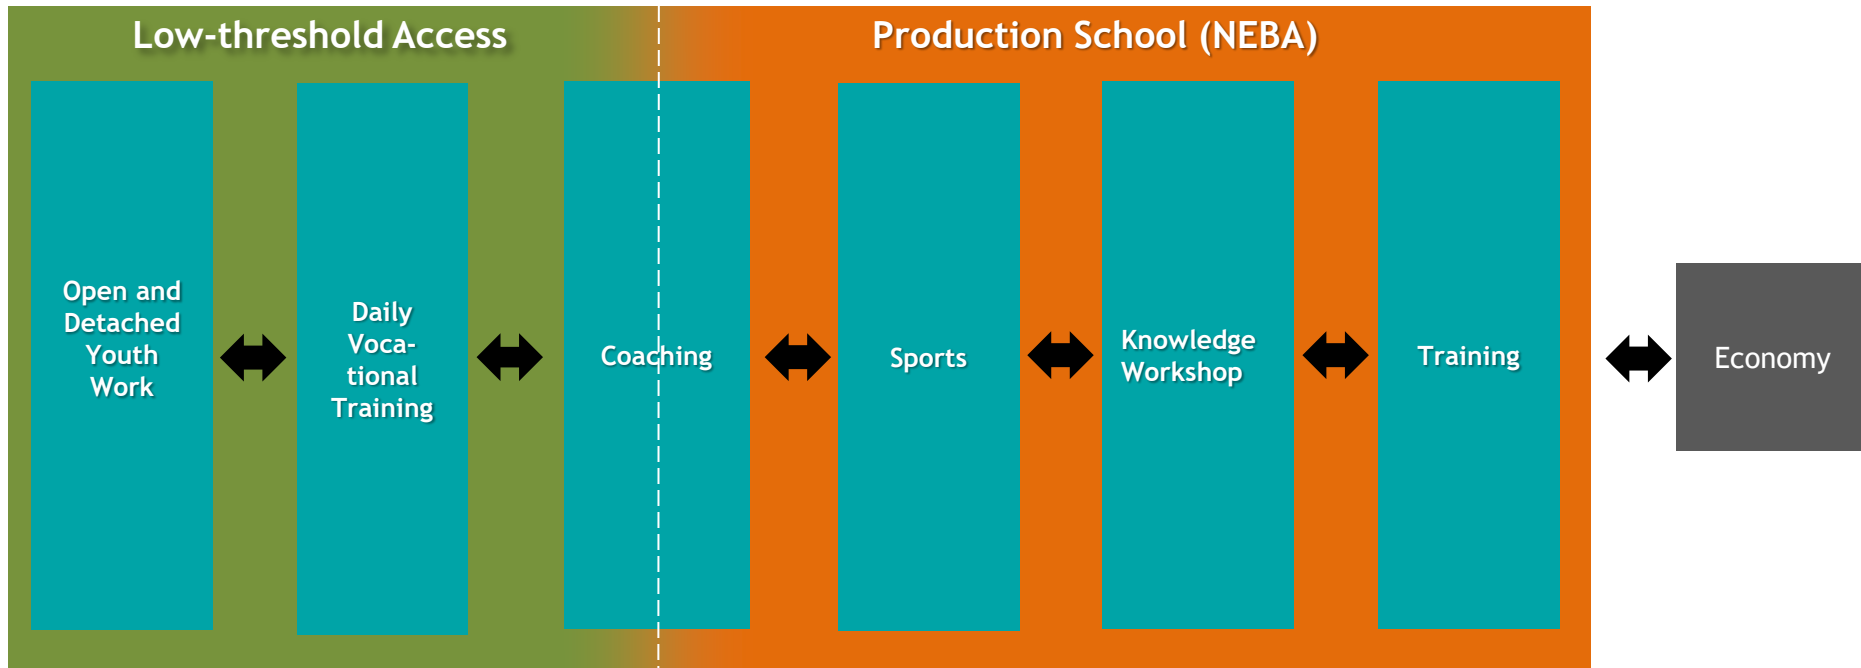 Low-threshold Access
Production School (NEBA)
Open and
Detached
Youth
Work
Daily
Voca-
tional
Training
Coaching
Sports
Knowledge
Workshop
Training
Economy